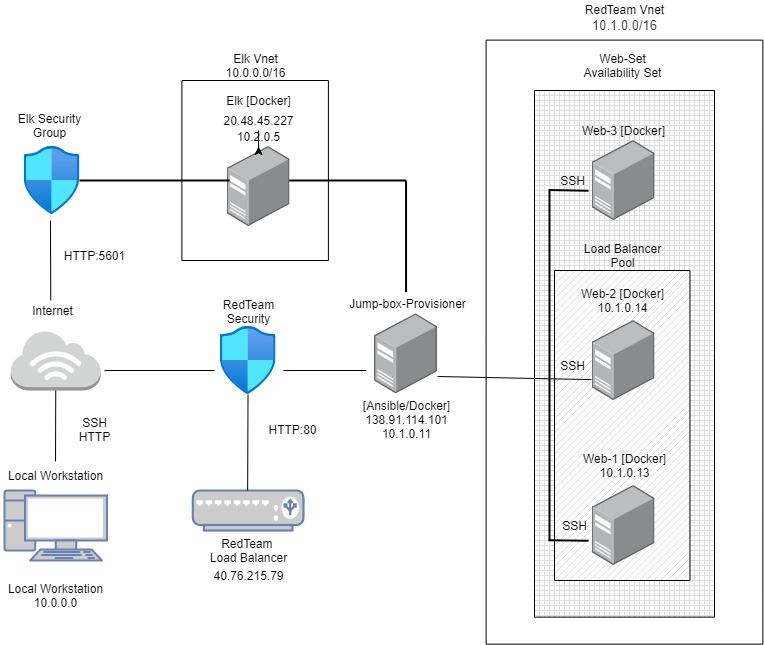 RedTeam Vnet
10.1.0.0/16
Elk Vnet
10.0.0.0/16
Web-Set
Availability Set
Elk [Docker]
20.48.45.227
10.2.0.5
Elk Security
Group
Web-3 [Docker]
SSH
HTTP:5601
Load Balancer
Pool
Internet
RedTeam
Security
Jump-box-Provisioner
Web-2 [Docker]
10.1.0.14
SSH
[Ansible/Docker]
138.91.114.101
10.1.0.11
SSH
HTTP
HTTP:80
Web-1 [Docker]
10.1.0.13
SSH
Local Workstation
RedTeam
Load Balancer
40.76.215.79
Local Workstation
10.0.0.0